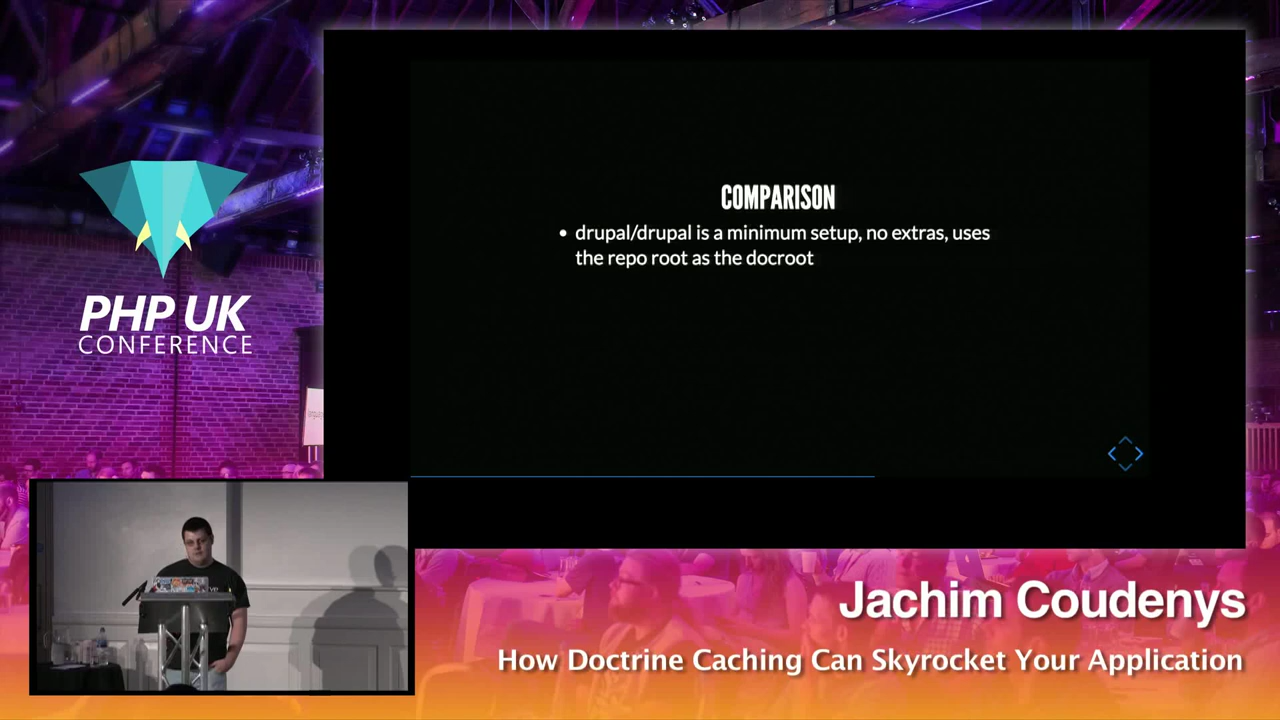 PHP UK
CONFERENCE
COMPARISON
• drupal/drupal is a minimum setup, no extras, uses
the repo root as the docroot
Jachim Coudenys
How Doctrine Caching Can Skyrocket Your Application